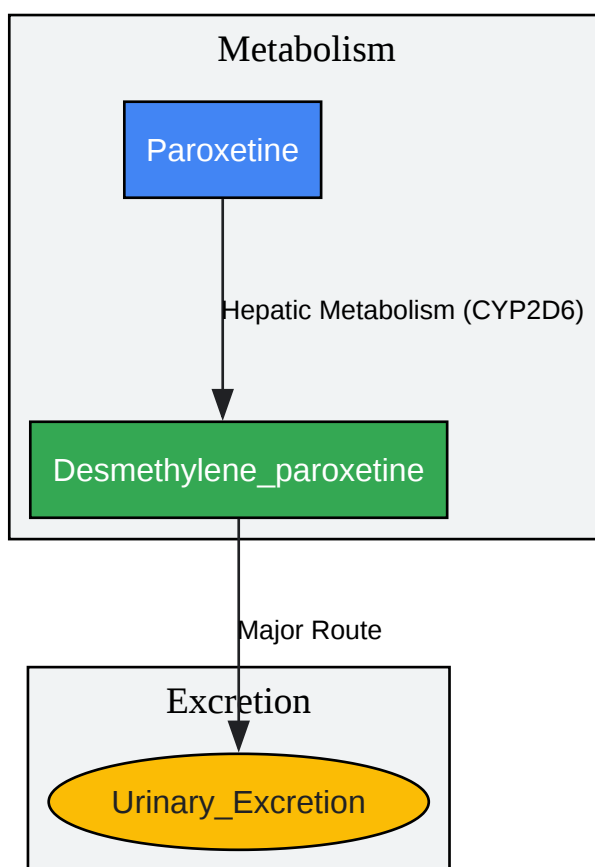 Metabolism
Paroxetine
Hepatic Metabolism (CYP2D6)
Desmethylene_paroxetine
Major Route
Excretion
Urinary_Excretion